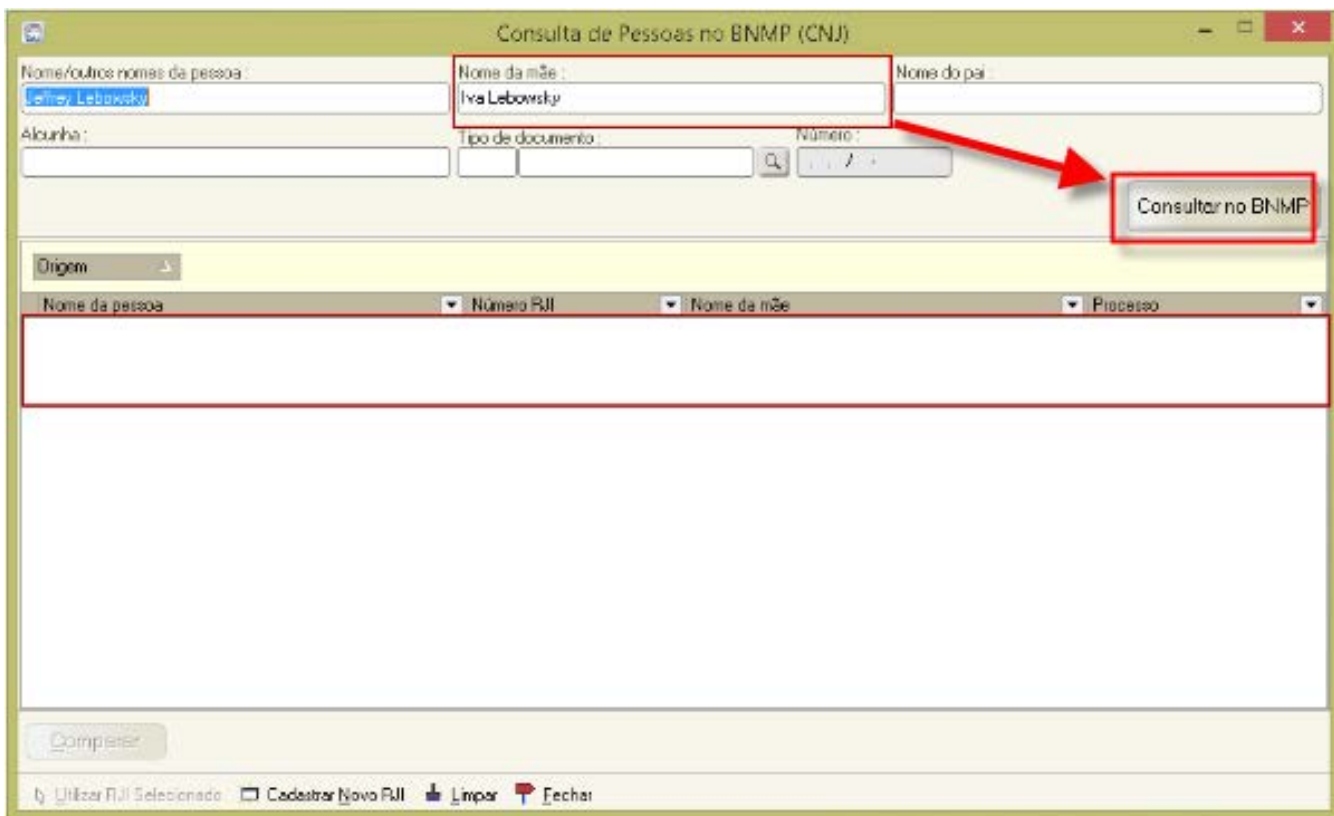 Consulta de Pessoas no BNMP (CNJ)
Nome/outros nomes da pessoa : Nome da mãe : Nome do pai :
Jeffrey Lebowsky Iva Lebowsky
Alcunha : Tipo de documento : Número :
. . / -
Consultar no BNMP
Origem
Nome da pessoa Número RJI Nome da mãe Processo
Comparar
Utilizar RJI Selecionado Cadastrar Novo RJI Limpar Fechar